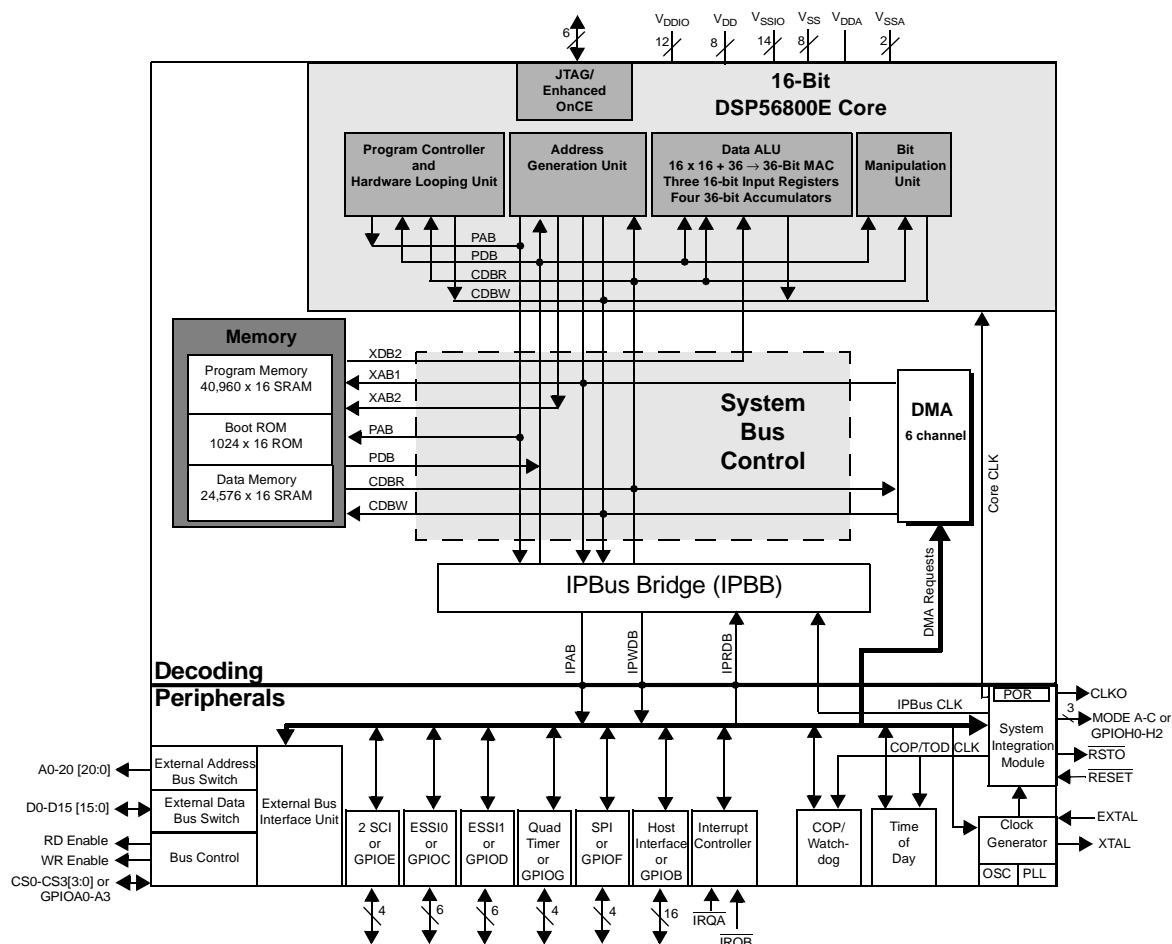 6
V_DDIO
12
V_DD
8
V_SSIO
14
V_SS
8
V_DDA
V_SSA
2
JTAG/
Enhanced
OnCE
16-Bit
DSP56800E Core
Program Controller
and
Hardware Looping Unit
Address
Generation Unit
Data ALU
16 x 16 + 36 → 36-Bit MAC
Three 16-bit Input Registers
Four 36-bit Accumulators
Bit
Manipulation
Unit
PAB
PDB
CDBR
CDBW
Memory
Program Memory
40,960 x 16 SRAM
Boot ROM
1024 x 16 ROM
Data Memory
24,576 x 16 SRAM
XDB2
XAB1
XAB2
PAB
PDB
CDBR
CDBW
System
Bus
Control
DMA
6 channel
Core CLK
IPBus Bridge (IPBB)
DMA Requests
IPAB
IPWDB
IPRDB
Decoding
Peripherals
IPBus CLK
POR
CLKO
3
MODE A-C or
GPIOH0-H2
System
Integration
Module
COP/TOD CLK
RSTO
RESET
A0-20 [20:0]
External Address
Bus Switch
D0-D15 [15:0]
External Data
Bus Switch
External Bus
Interface Unit
RD Enable
WR Enable
Bus Control
CS0-CS3[3:0] or
GPIOA0-A3
2 SCI
or
GPIOE
ESSI0
or
GPIOC
ESSI1
or
GPIOD
Quad
Timer
or
GPIOG
SPI
or
GPIOF
Host
Interface
or
GPIOB
Interrupt
Controller
COP/
Watch-
dog
Time
of
Day
Clock
Generator
OSC
PLL
EXTAL
XTAL
4
6
6
4
4
16
IRQA
IRQB